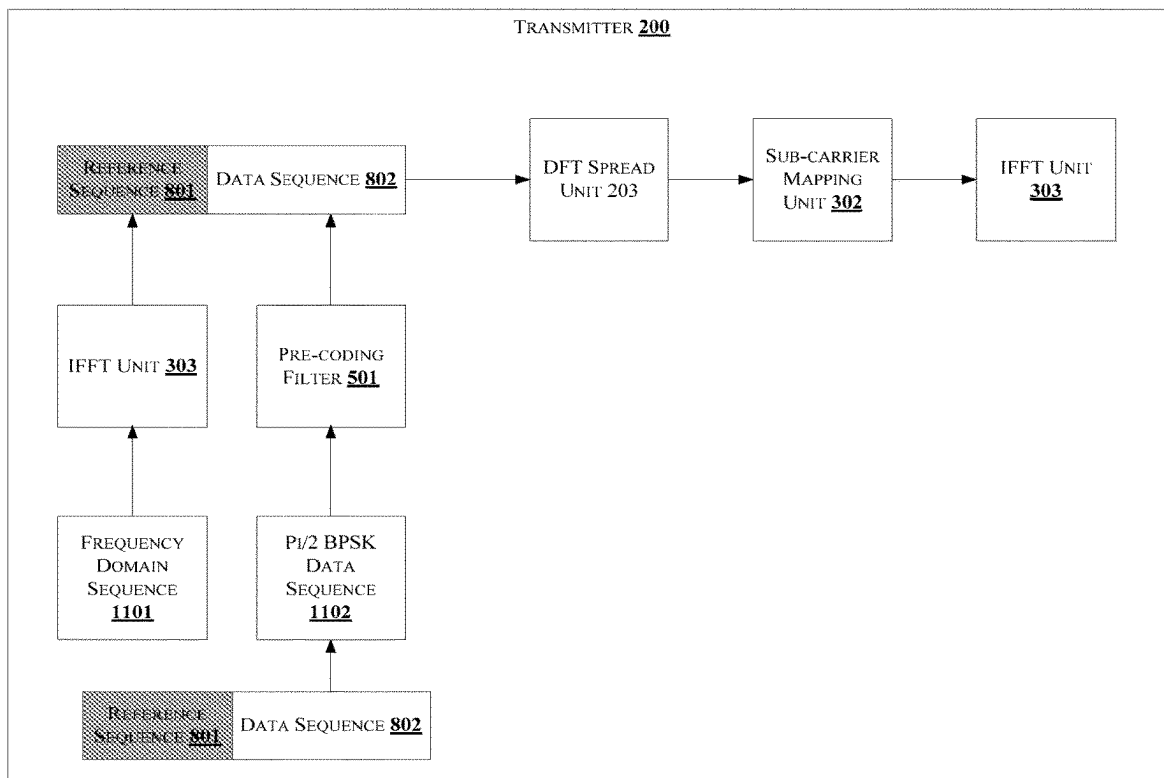 TRANSMITTER 200
REFERENCE
SEQUENCE 801
DATA SEQUENCE 802
DFT SPREAD
UNIT 203
SUB-CARRIER
MAPPING
UNIT 302
IFFT UNIT
303
IFFT UNIT 303
PRE-CODING
FILTER 501
FREQUENCY
DOMAIN
SEQUENCE
1101
PI/2 BPSK
DATA
SEQUENCE
1102
REFERENCE
SEQUENCE 801
DATA SEQUENCE 802